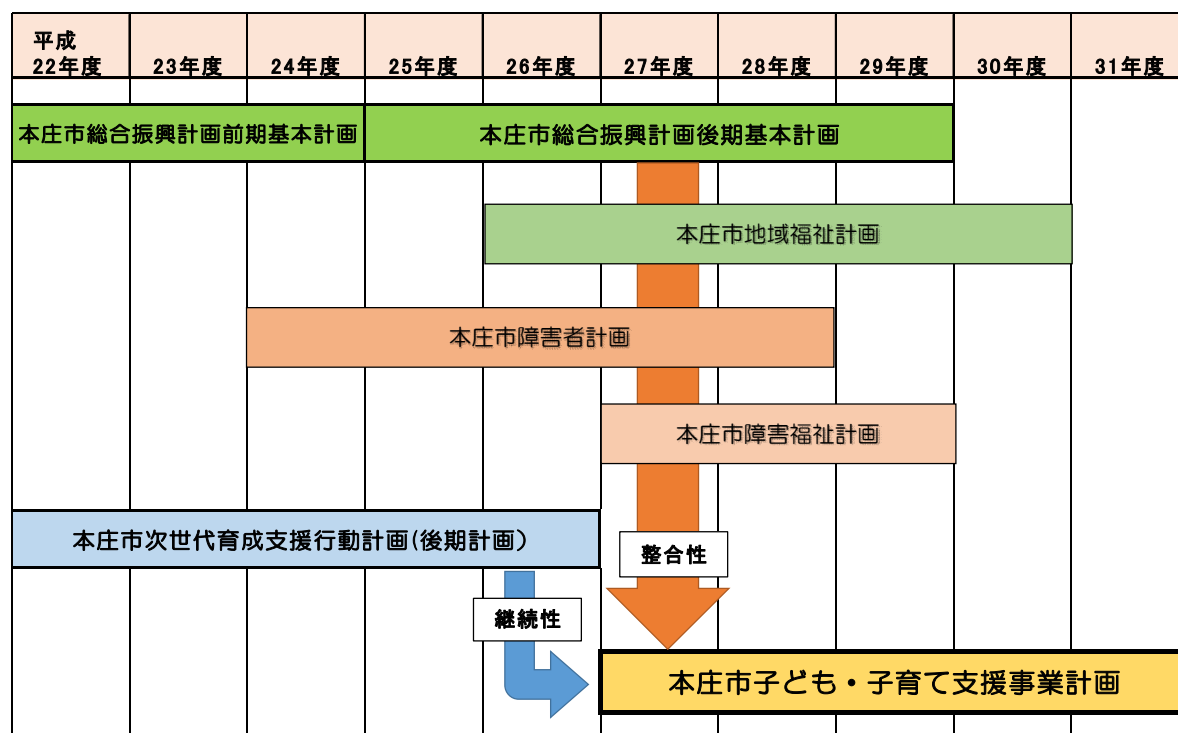 平成
22年度 23年度 24年度 25年度 26年度 27年度 28年度 29年度 30年度 31年度
本庄市総合振興計画前期基本計画 本庄市総合振興計画後期基本計画
本庄市地域福祉計画
本庄市障害者計画
本庄市障害福祉計画
本庄市次世代育成支援行動計画(後期計画)
整合性
継続性
本庄市子ども・子育て支援事業計画